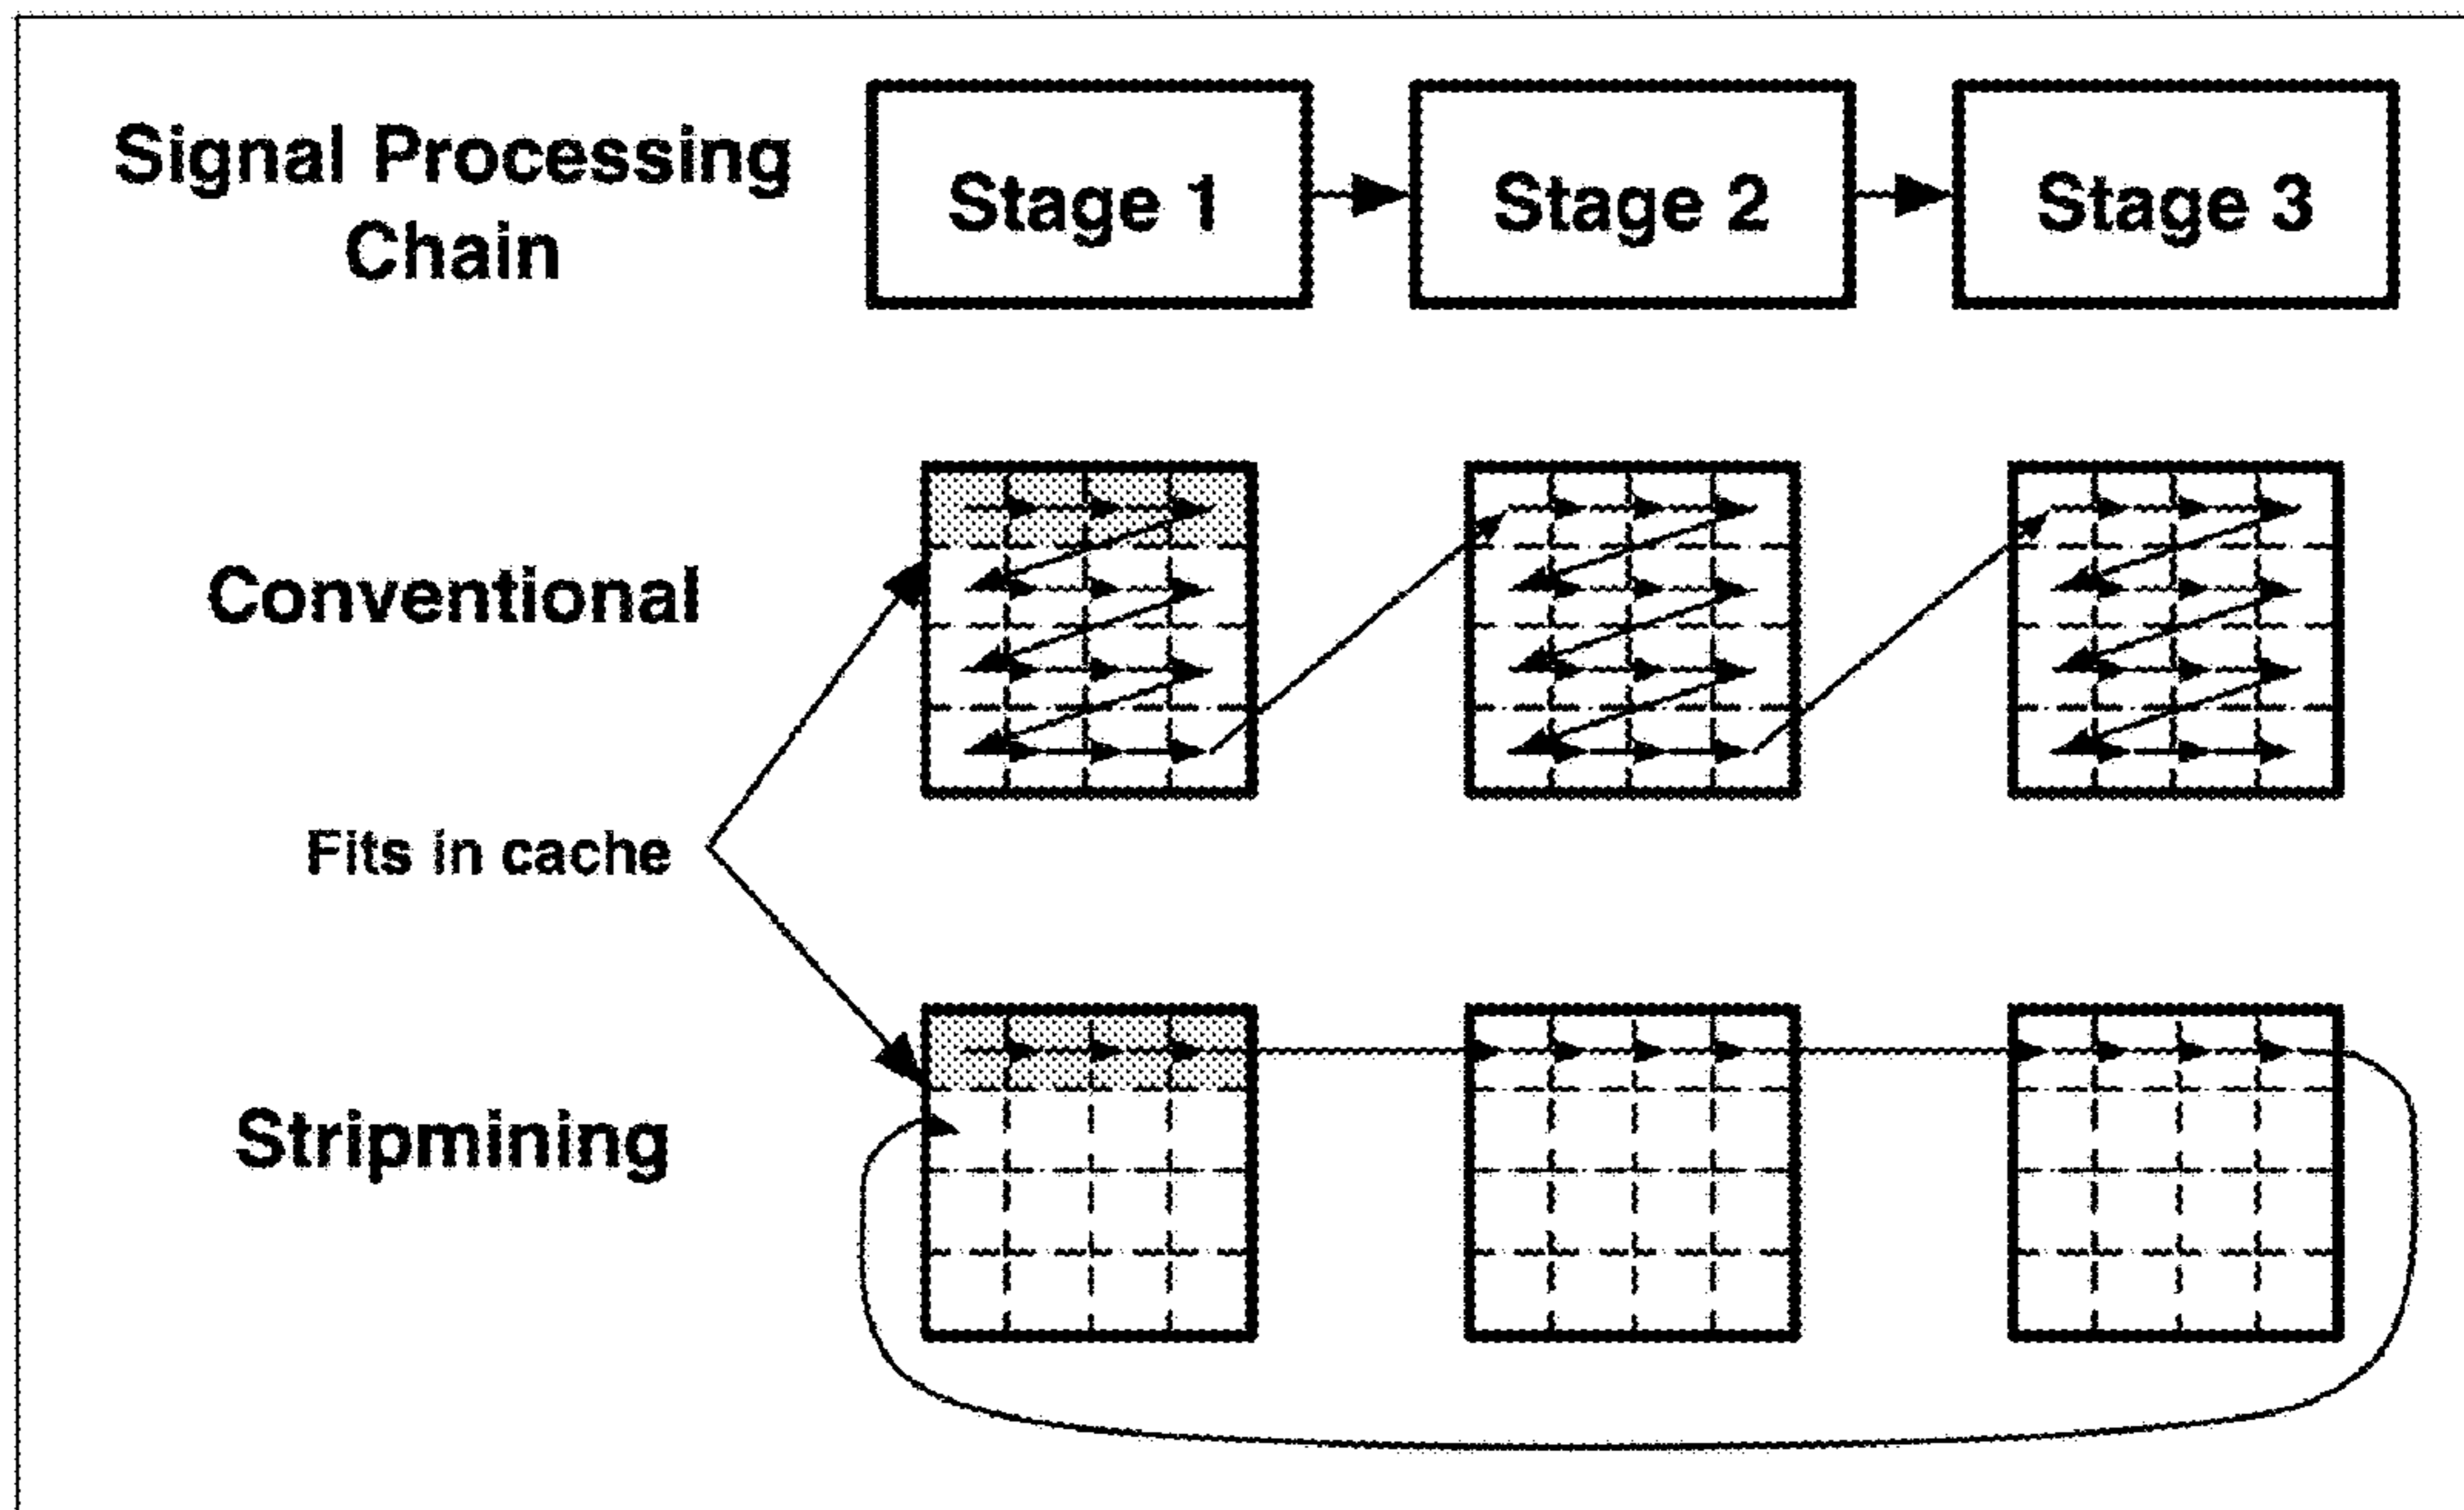 Signal Processing
Chain
Stage 1
Stage 2
Stage 3
Conventional
Fits in cache
Stripmining